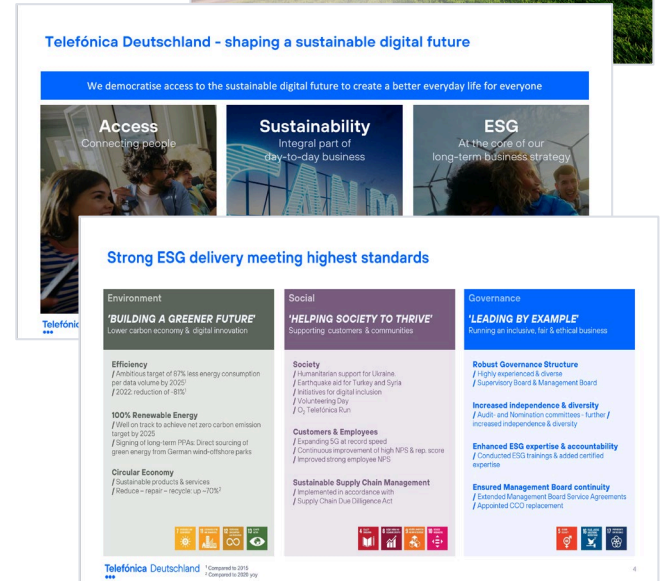 Telefónica Deutschland - shaping a sustainable digital future
We democratise access to the sustainable digital future to create a better everyday life for everyone
Access
Connecting people
Sustainability
Integral part of
day-to-day business
ESG
At the core of our
long-term business strategy
Telefónic
Strong ESG delivery meeting highest standards
Environment
'BUILDING A GREENER FUTURE'
Lower carbon economy & digital innovation
Efficiency
/ Ambitious target of 87% less energy consumption
per data volume by 2025¹
/ 2022: reduction of -81%¹
100% Renewable Energy
/ Well on track to achieve net zero carbon emission
target by 2025
/ Signing of long-term PPAs: Direct sourcing of
green energy from German wind-offshore parks
Circular Economy
/ Sustainable products & services
/ Reduce – repair – recycle: up ~70%²
Social
'HELPING SOCIETY TO THRIVE'
Supporting customers & communities
Society
/ Humanitarian support for Ukraine
/ Earthquake aid for Turkey and Syria
/ Initiatives for digital inclusion
/ Volunteering Day
/ O₂ Telefónica Run
Customers & Employees
/ Expanding 5G at record speed
/ Continuous improvement of high NPS & rep. score
/ Improved strong employee NPS
Sustainable Supply Chain Management
/ Implemented in accordance with
/ Supply Chain Due Dilligence Act
Governance
'LEADING BY EXAMPLE'
Running an inclusive, fair & ethical business
Robust Governance Structure
/ Highly experienced & diverse
/ Supervisory Board & Management Board
Increased independence & diversity
/ Audit- and Nomination committees - further /
increased independence & diversity
Enhanced ESG expertise & accountability
/ Conducted ESG trainings & added certified
expertise
Ensured Management Board continuity
/ Extended Management Board Service Agreements
/ Appointed CCO replacement
Telefónica Deutschland
¹ Compared to 2015
² Compared to 2020 yoy
4